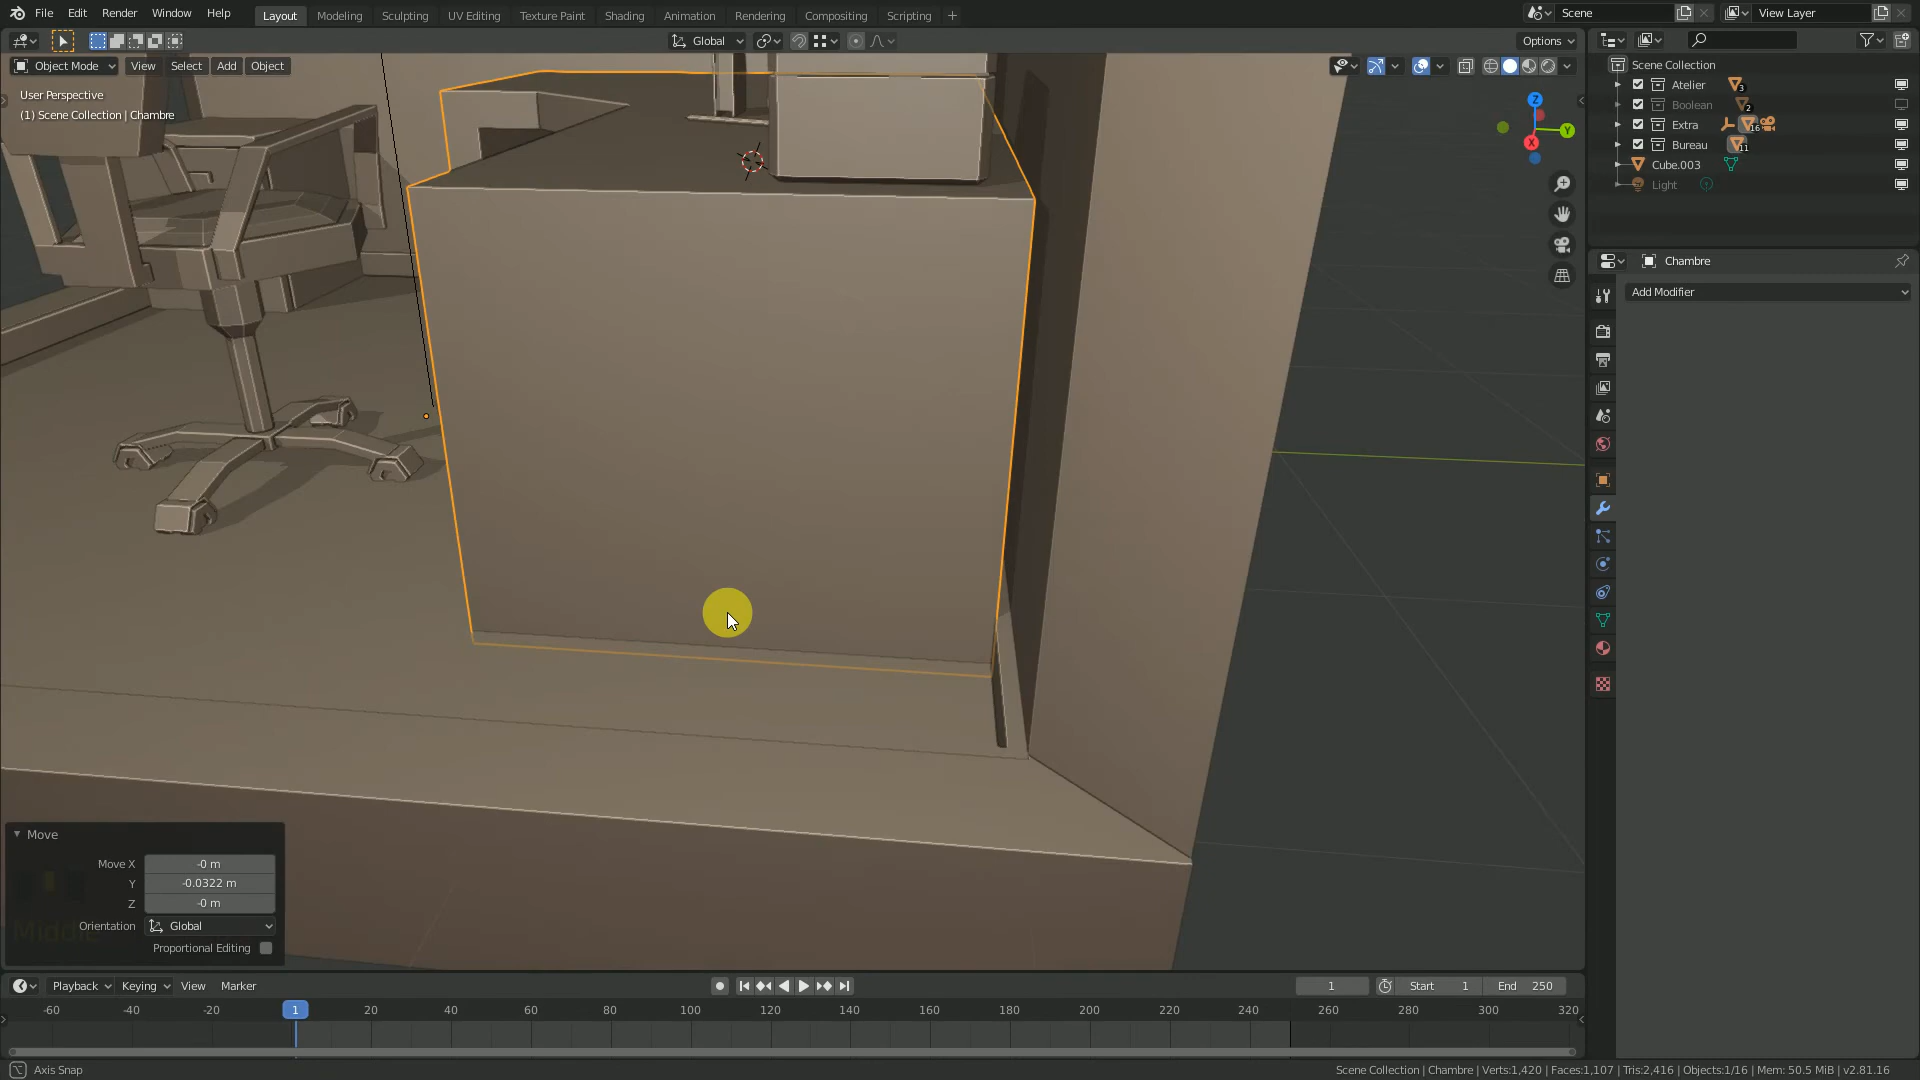 File Edit Render Window Help
Layout Modeling Sculpting UV Editing Texture Paint Shading Animation Rendering Compositing Scripting +
Scene
View Layer
Global
Options
Object Mode View Select Add Object
User Perspective
(1) Scene Collection | Chambre
Z
Y
X
Scene Collection
Atelier 3
Boolean 2
Extra 16
Bureau 11
Cube.003
Light
Chambre
Add Modifier
Move
Move X -0 m
Y -0.0322 m
Z -0 m
Orientation Global
Proportional Editing
Playback Keying View Marker
1
Start 1
End 250
-60 -40 -20 1 20 40 60 80 100 120 140 160 180 200 220 240 260 280 300 320
Axis Snap
Scene Collection | Chambre | Verts:1,420 | Faces:1,107 | Tris:2,416 | Objects:1/16 | Mem: 50.5 MiB | v2.81.16